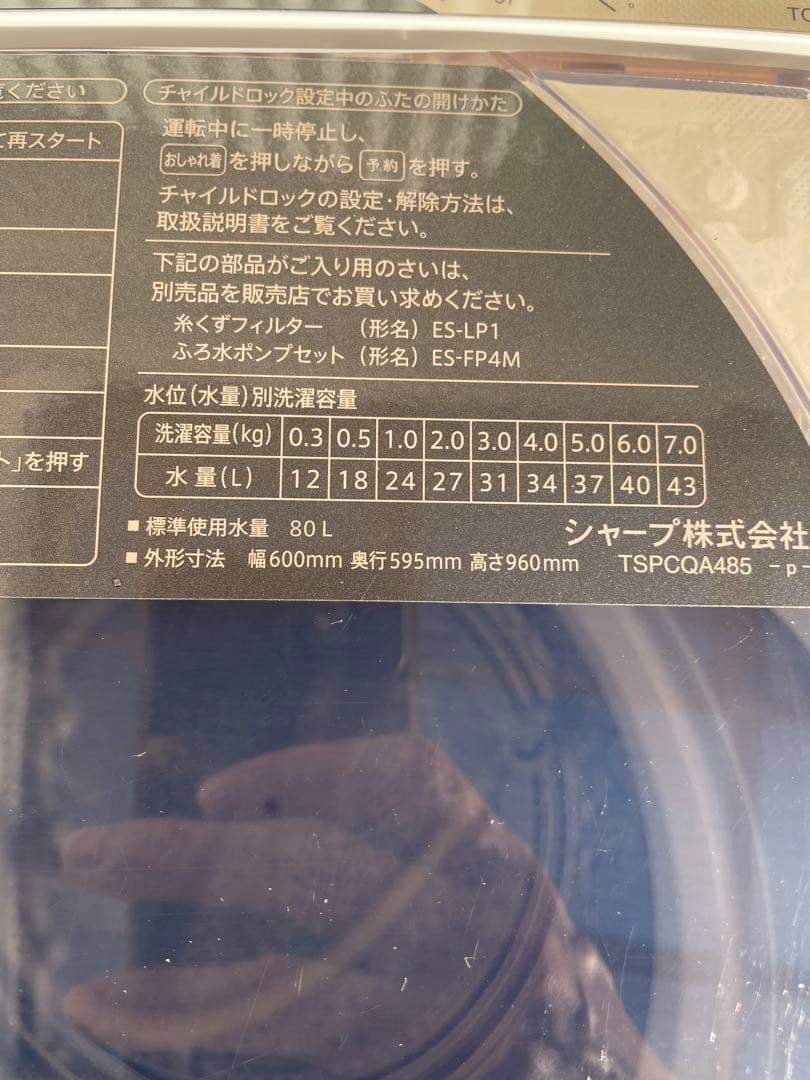 覧ください
て再スタート
ト」を押す
チャイルドロック設定中のふたの開けかた
運転中に一時停止し、
おしゃれ着 を押しながら 予約 を押す。
チャイルドロックの設定・解除方法は、
取扱説明書をご覧ください。
下記の部品がご入り用のさいは、
別売品を販売店でお買い求めください。
糸くずフィルター （形名） ES-LP1
ふろ水ポンプセット （形名） ES-FP4M
水位(水量)別洗濯容量
洗濯容量(kg) 0.3 0.5 1.0 2.0 3.0 4.0 5.0 6.0 7.0
水 量(L) 12 18 24 27 31 34 37 40 43
■ 標準使用水量 80L
シャープ株式会社
■ 外形寸法 幅600mm 奥行595mm 高さ960mm
TSPCQA485 -p-